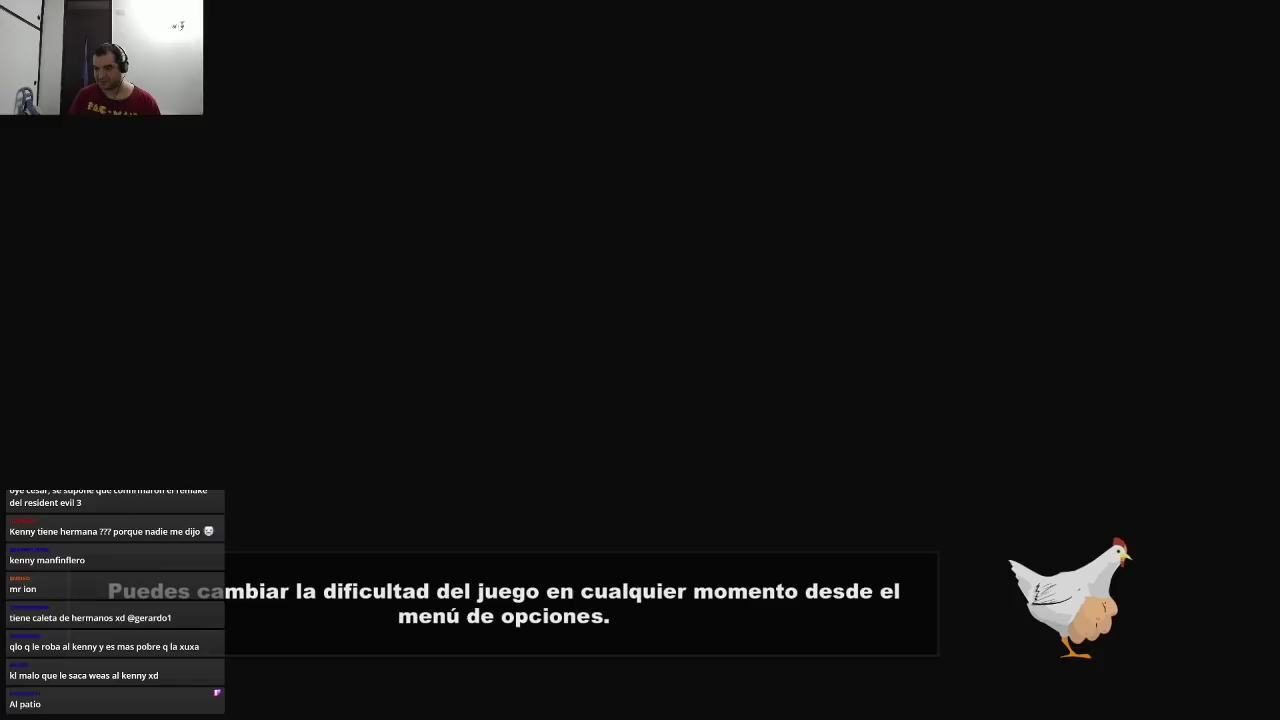 oye cesar, se supone que confirmaron el remake
del resident evil 3
Kenny tiene hermana ??? porque nadie me dijo
kenny manfinflero
mr ion
tiene caleta de hermanos xd @gerardo1
qlo q le roba al kenny y es mas pobre q la xuxa
kl malo que le saca weas al kenny xd
Al patio
Puedes cambiar la dificultad del juego en cualquier momento desde el
menú de opciones.